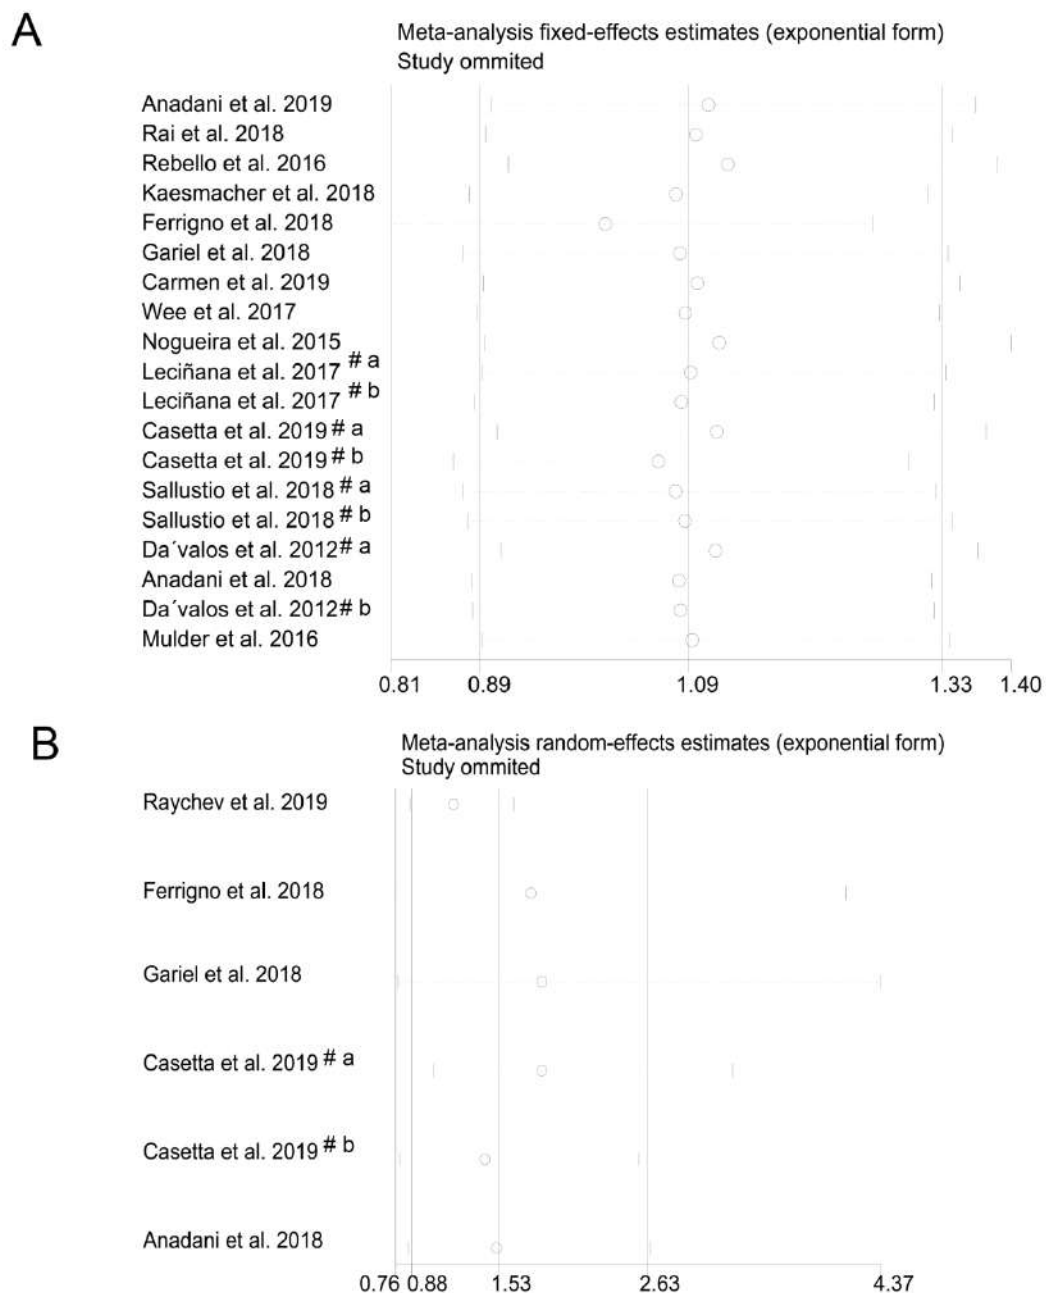 A
Meta-analysis fixed-effects estimates (exponential form)
Study ommited
Anadani et al. 2019
Rai et al. 2018
Rebello et al. 2016
Kaesmacher et al. 2018
Ferrigno et al. 2018
Gariel et al. 2018
Carmen et al. 2019
Wee et al. 2017
Nogueira et al. 2015
Leciñana et al. 2017 # a
Leciñana et al. 2017 # b
Casetta et al. 2019 # a
Casetta et al. 2019 # b
Sallustio et al. 2018 # a
Sallustio et al. 2018 # b
Da´valos et al. 2012 # a
Anadani et al. 2018
Da´valos et al. 2012 # b
Mulder et al. 2016
0.81 0.89 1.09 1.33 1.40
B
Meta-analysis random-effects estimates (exponential form)
Study ommited
Raychev et al. 2019
Ferrigno et al. 2018
Gariel et al. 2018
Casetta et al. 2019 # a
Casetta et al. 2019 # b
Anadani et al. 2018
0.76 0.88 1.53 2.63 4.37